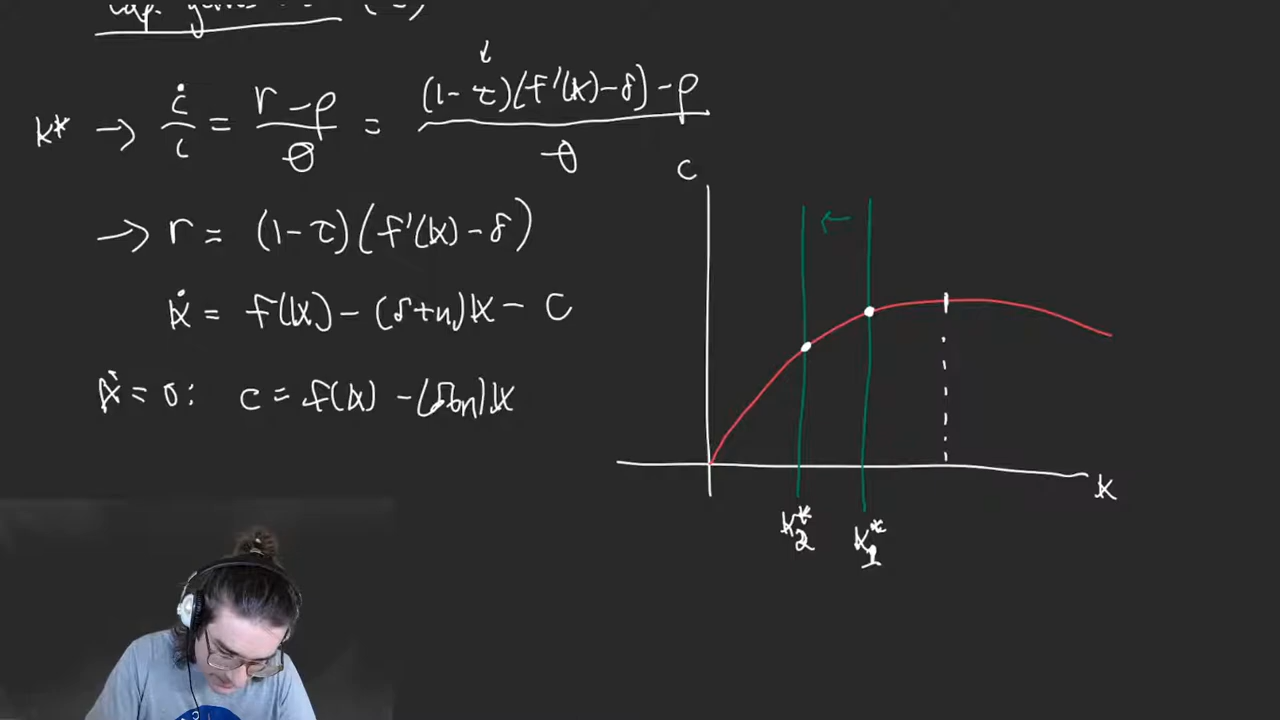 k* → ċ/c = (r - ρ)/θ = ((1-τ)(f'(k)-δ) - ρ)/θ
→ r = (1-τ)(f'(k)-δ)
k̇ = f(k) - (δ+n)k - c
k̇ = 0: c = f(k) - (δ+n)k
c
k
k*2 k*1